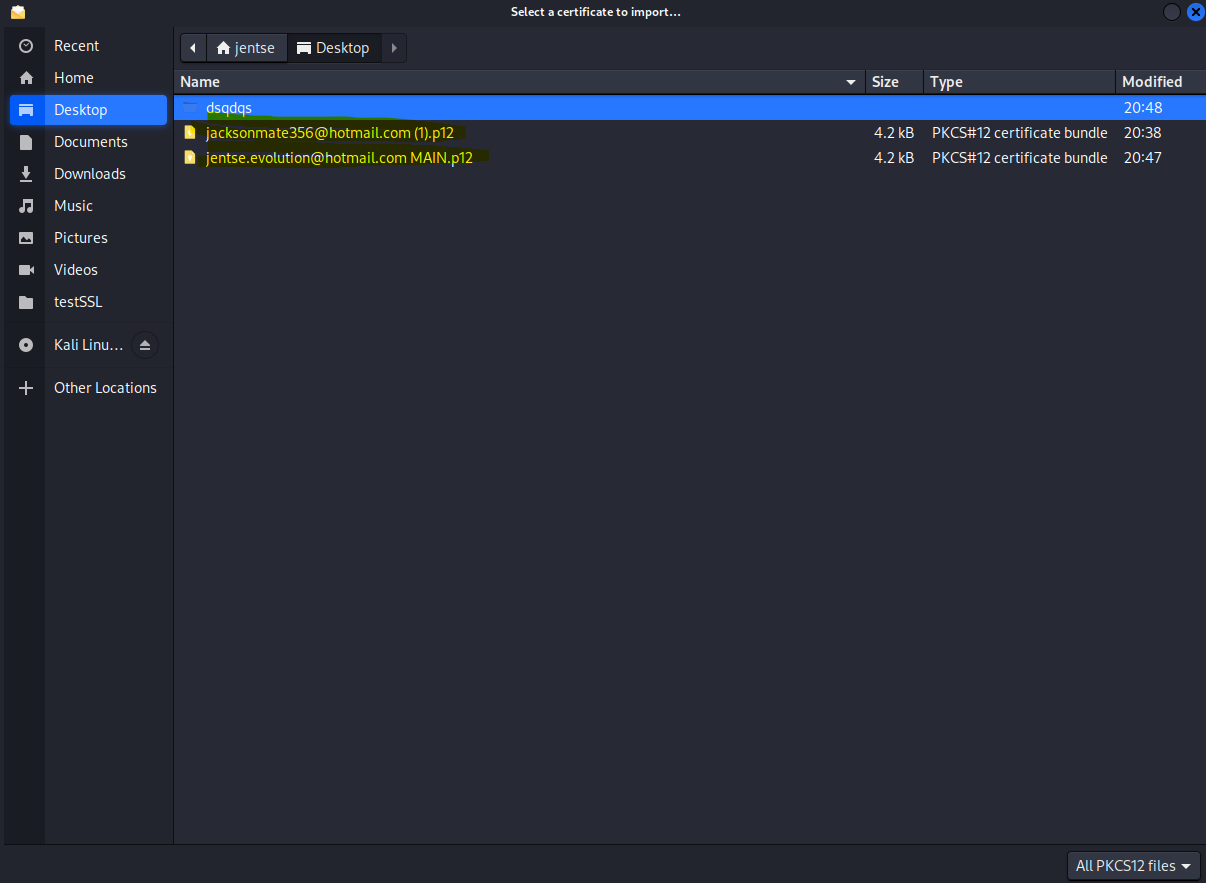 Select a certificate to import...
Recent
Home
Desktop
Documents
Downloads
Music
Pictures
Videos
testSSL
Kali Linu...
Other Locations
jentse Desktop
Name Size Type Modified
dsqdqs 20:48
jacksonmate356@hotmail.com (1).p12 4.2 kB PKCS#12 certificate bundle 20:38
jentse.evolution@hotmail.com MAIN.p12 4.2 kB PKCS#12 certificate bundle 20:47
All PKCS12 files